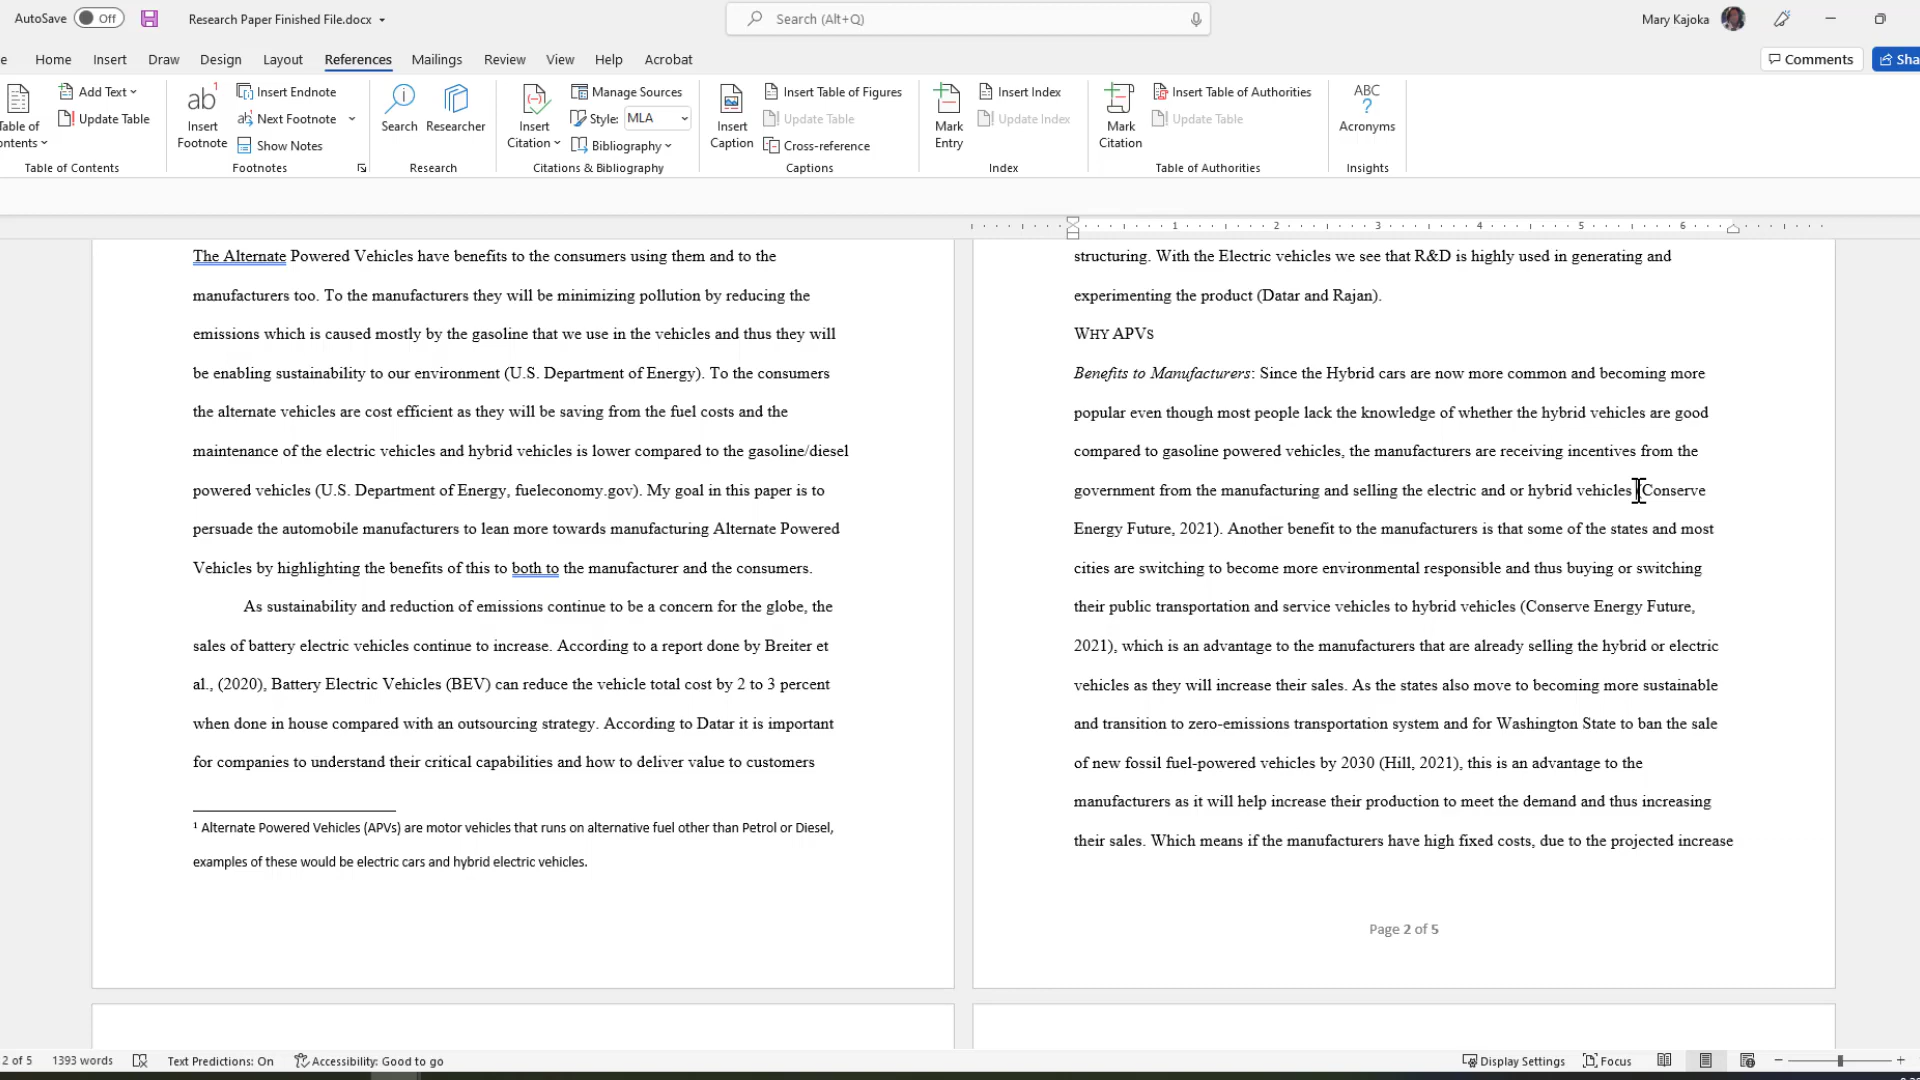 AutoSave Off Research Paper Finished File.docx Search (Alt+Q) Mary Kajoka
Home Insert Draw Design Layout References Mailings Review View Help Acrobat Comments
Add Text
Update Table
Table of Contents
ab 1
Insert Footnote
Insert Endnote
ab Next Footnote
Show Notes
Footnotes
Search Researcher
Research
Insert Citation
Manage Sources
Style: MLA
Bibliography
Citations & Bibliography
Insert Caption
Insert Table of Figures
Update Table
Cross-reference
Captions
Mark Entry
Insert Index
Update Index
Index
Mark Citation
Insert Table of Authorities
Update Table
Table of Authorities
ABC
?
Acronyms
Insights
1 2 3 4 5 6
The Alternate Powered Vehicles have benefits to the consumers using them and to the
manufacturers too. To the manufacturers they will be minimizing pollution by reducing the
emissions which is caused mostly by the gasoline that we use in the vehicles and thus they will
be enabling sustainability to our environment (U.S. Department of Energy). To the consumers
the alternate vehicles are cost efficient as they will be saving from the fuel costs and the
maintenance of the electric vehicles and hybrid vehicles is lower compared to the gasoline/diesel
powered vehicles (U.S. Department of Energy, fueleconomy.gov). My goal in this paper is to
persuade the automobile manufacturers to lean more towards manufacturing Alternate Powered
Vehicles by highlighting the benefits of this to both to the manufacturer and the consumers.
As sustainability and reduction of emissions continue to be a concern for the globe, the
sales of battery electric vehicles continue to increase. According to a report done by Breiter et
al., (2020), Battery Electric Vehicles (BEV) can reduce the vehicle total cost by 2 to 3 percent
when done in house compared with an outsourcing strategy. According to Datar it is important
for companies to understand their critical capabilities and how to deliver value to customers
1 Alternate Powered Vehicles (APVs) are motor vehicles that runs on alternative fuel other than Petrol or Diesel,
examples of these would be electric cars and hybrid electric vehicles.
structuring. With the Electric vehicles we see that R&D is highly used in generating and
experimenting the product (Datar and Rajan).
WHY APVS
Benefits to Manufacturers: Since the Hybrid cars are now more common and becoming more
popular even though most people lack the knowledge of whether the hybrid vehicles are good
compared to gasoline powered vehicles, the manufacturers are receiving incentives from the
government from the manufacturing and selling the electric and or hybrid vehicles (Conserve
Energy Future, 2021). Another benefit to the manufacturers is that some of the states and most
cities are switching to become more environmental responsible and thus buying or switching
their public transportation and service vehicles to hybrid vehicles (Conserve Energy Future,
2021), which is an advantage to the manufacturers that are already selling the hybrid or electric
vehicles as they will increase their sales. As the states also move to becoming more sustainable
and transition to zero-emissions transportation system and for Washington State to ban the sale
of new fossil fuel-powered vehicles by 2030 (Hill, 2021), this is an advantage to the
manufacturers as it will help increase their production to meet the demand and thus increasing
their sales. Which means if the manufacturers have high fixed costs, due to the projected increase
Page 2 of 5
2 of 5 1393 words Text Predictions: On Accessibility: Good to go Display Settings Focus